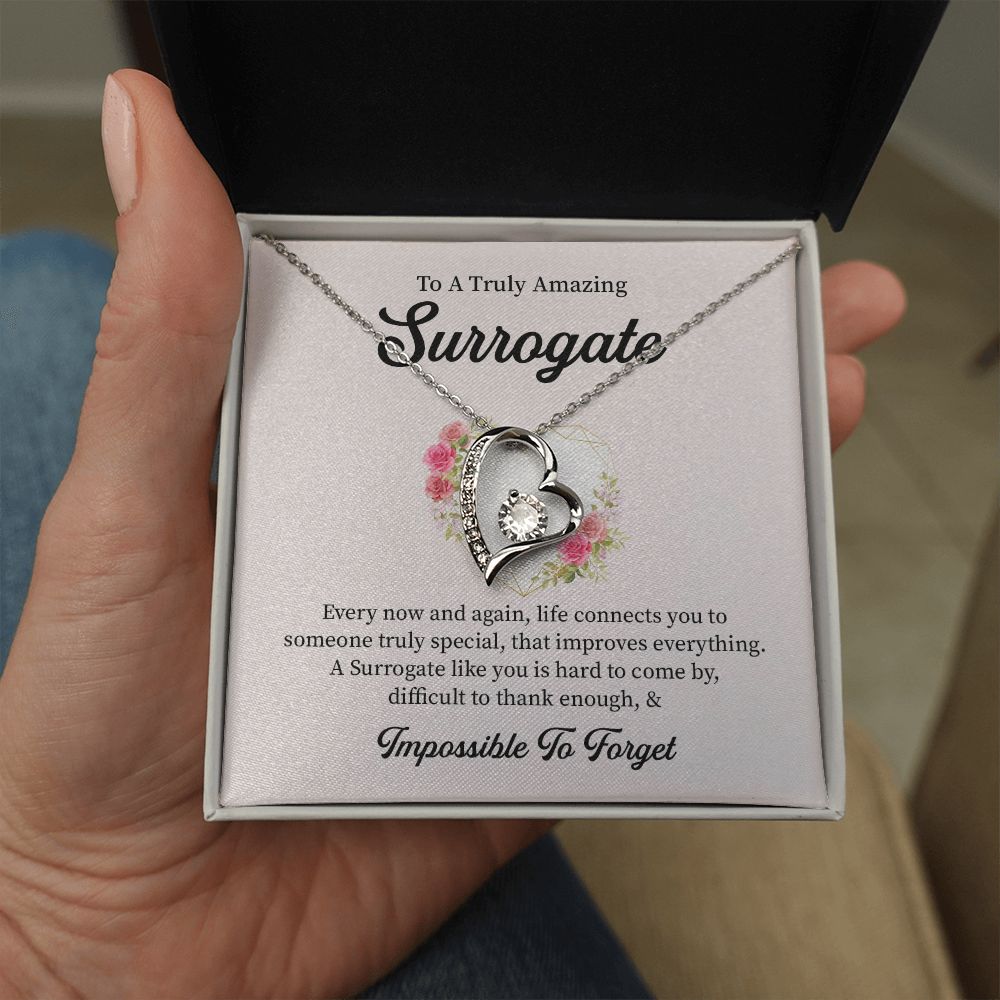 To A Truly Amazing
Surrogate
Every now and again, life connects you to
someone truly special, that improves everything.
A Surrogate like you is hard to come by,
difficult to thank enough, &
Impossible To Forget